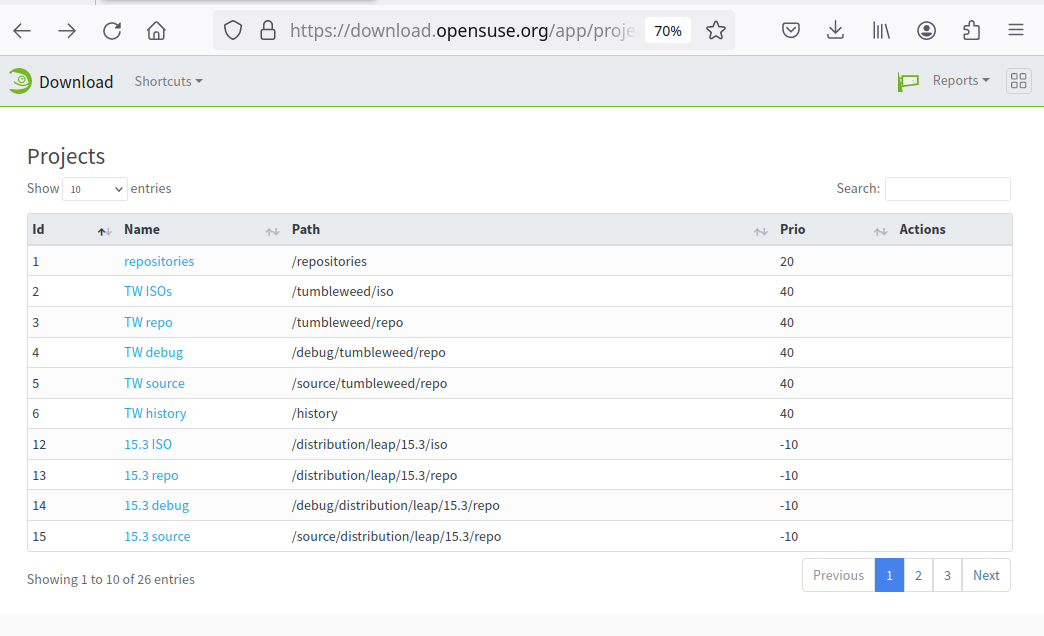 https://download.opensuse.org/app/proje
70%
Download Shortcuts Reports
Projects
Show 10 entries Search:
Id Name Path Prio Actions
1 repositories /repositories 20
2 TW ISOs /tumbleweed/iso 40
3 TW repo /tumbleweed/repo 40
4 TW debug /debug/tumbleweed/repo 40
5 TW source /source/tumbleweed/repo 40
6 TW history /history 40
12 15.3 ISO /distribution/leap/15.3/iso -10
13 15.3 repo /distribution/leap/15.3/repo -10
14 15.3 debug /debug/distribution/leap/15.3/repo -10
15 15.3 source /source/distribution/leap/15.3/repo -10
Showing 1 to 10 of 26 entries Previous 1 2 3 Next